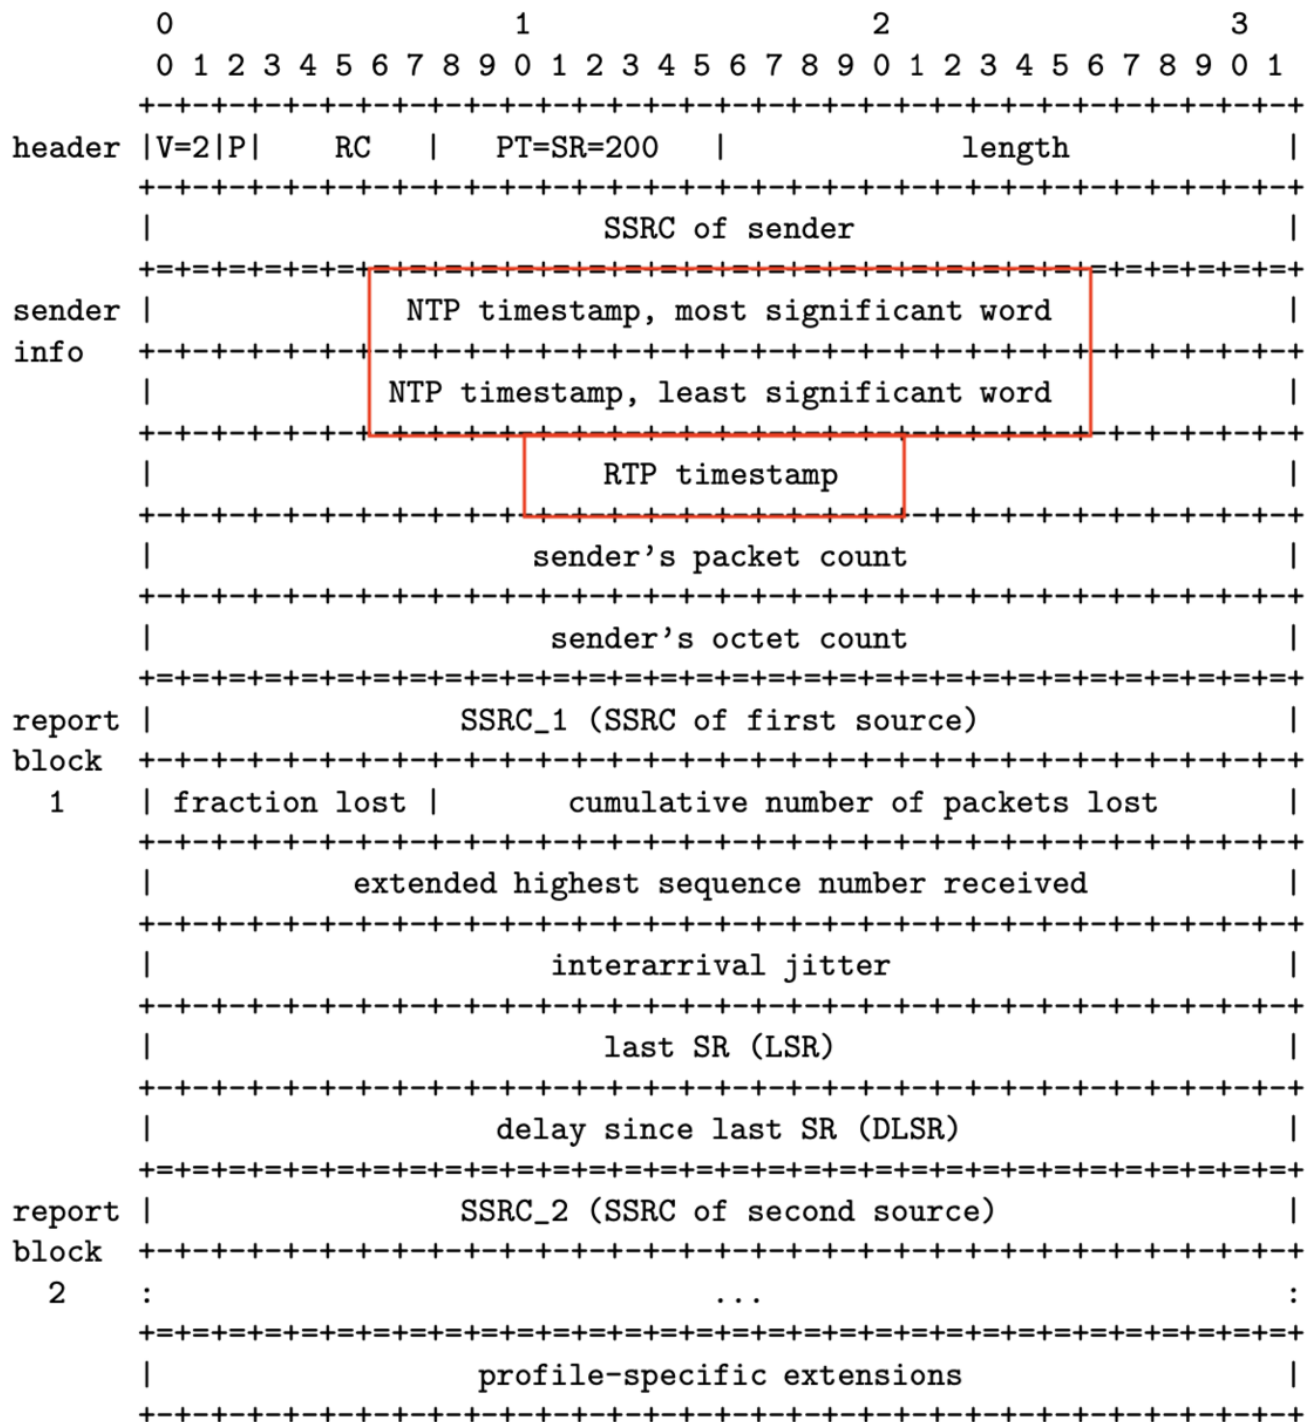 0                   1                   2                   3
0 1 2 3 4 5 6 7 8 9 0 1 2 3 4 5 6 7 8 9 0 1 2 3 4 5 6 7 8 9 0 1
+-+-+-+-+-+-+-+-+-+-+-+-+-+-+-+-+-+-+-+-+-+-+-+-+-+-+-+-+-+-+-+-+
header |V=2|P|    RC   |   PT=SR=200   |             length            |
+-+-+-+-+-+-+-+-+-+-+-+-+-+-+-+-+-+-+-+-+-+-+-+-+-+-+-+-+-+-+-+-+
|                         SSRC of sender                        |
+=+=+=+=+=+=+=+=+=+=+=+=+=+=+=+=+=+=+=+=+=+=+=+=+=+=+=+=+=+=+=+=+
sender |              NTP timestamp, most significant word             |
info   +-+-+-+-+-+-+-+-+-+-+-+-+-+-+-+-+-+-+-+-+-+-+-+-+-+-+-+-+-+-+-+-+
|             NTP timestamp, least significant word             |
+-+-+-+-+-+-+-+-+-+-+-+-+-+-+-+-+-+-+-+-+-+-+-+-+-+-+-+-+-+-+-+-+
|                         RTP timestamp                         |
+-+-+-+-+-+-+-+-+-+-+-+-+-+-+-+-+-+-+-+-+-+-+-+-+-+-+-+-+-+-+-+-+
|                     sender’s packet count                     |
+-+-+-+-+-+-+-+-+-+-+-+-+-+-+-+-+-+-+-+-+-+-+-+-+-+-+-+-+-+-+-+-+
|                      sender’s octet count                     |
+=+=+=+=+=+=+=+=+=+=+=+=+=+=+=+=+=+=+=+=+=+=+=+=+=+=+=+=+=+=+=+=+
report |                 SSRC_1 (SSRC of first source)                 |
block  +-+-+-+-+-+-+-+-+-+-+-+-+-+-+-+-+-+-+-+-+-+-+-+-+-+-+-+-+-+-+-+-+
1    | fraction lost |       cumulative number of packets lost       |
+-+-+-+-+-+-+-+-+-+-+-+-+-+-+-+-+-+-+-+-+-+-+-+-+-+-+-+-+-+-+-+-+
|           extended highest sequence number received           |
+-+-+-+-+-+-+-+-+-+-+-+-+-+-+-+-+-+-+-+-+-+-+-+-+-+-+-+-+-+-+-+-+
|                      interarrival jitter                      |
+-+-+-+-+-+-+-+-+-+-+-+-+-+-+-+-+-+-+-+-+-+-+-+-+-+-+-+-+-+-+-+-+
|                         last SR (LSR)                         |
+-+-+-+-+-+-+-+-+-+-+-+-+-+-+-+-+-+-+-+-+-+-+-+-+-+-+-+-+-+-+-+-+
|                   delay since last SR (DLSR)                  |
+=+=+=+=+=+=+=+=+=+=+=+=+=+=+=+=+=+=+=+=+=+=+=+=+=+=+=+=+=+=+=+=+
report |                 SSRC_2 (SSRC of second source)                |
block  +-+-+-+-+-+-+-+-+-+-+-+-+-+-+-+-+-+-+-+-+-+-+-+-+-+-+-+-+-+-+-+-+
2    :                               ...                             :
+=+=+=+=+=+=+=+=+=+=+=+=+=+=+=+=+=+=+=+=+=+=+=+=+=+=+=+=+=+=+=+=+
|                  profile-specific extensions                  |
+-+-+-+-+-+-+-+-+-+-+-+-+-+-+-+-+-+-+-+-+-+-+-+-+-+-+-+-+-+-+-+-+